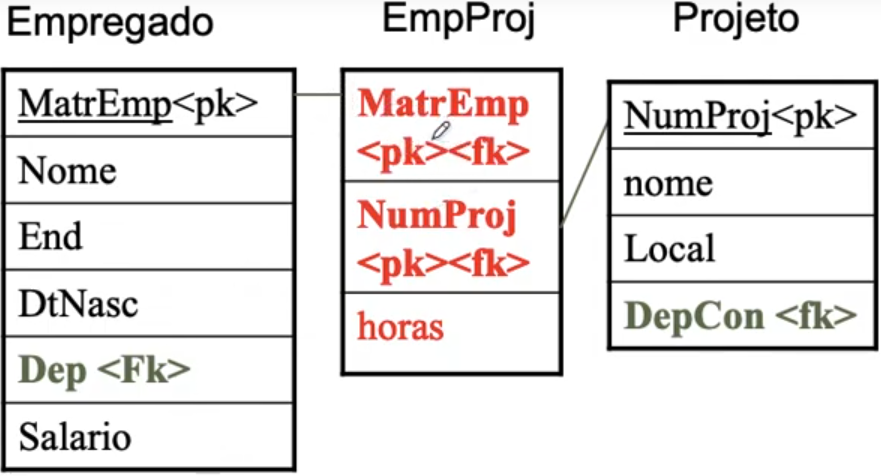 Empregado
MatrEmp<pk>
Nome
End
DtNasc
Dep <Fk>
Salario
EmpProj
MatrEmp
<pk><fk>
NumProj
<pk><fk>
horas
Projeto
NumProj<pk>
nome
Local
DepCon <fk>